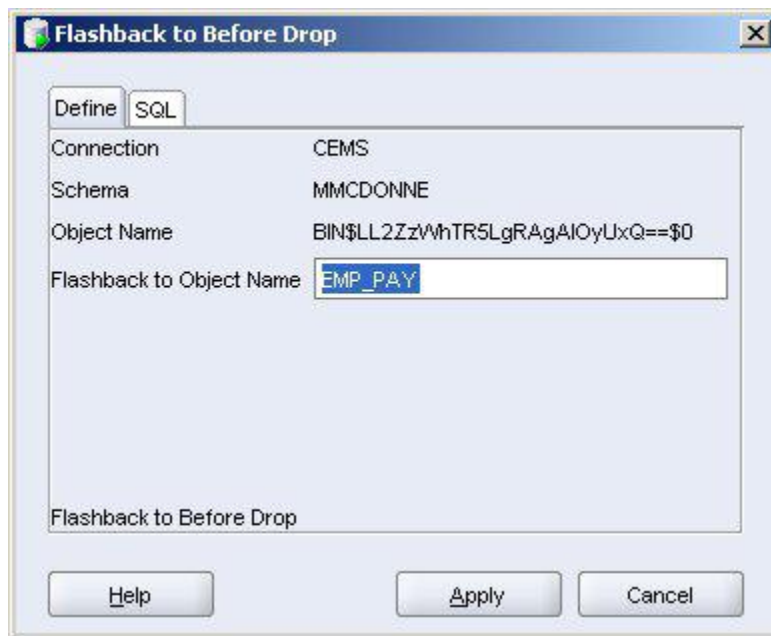 Flashback to Before Drop
Define SQL
Connection CEMS
Schema MMCDONNE
Object Name BIN$LL2ZzWhTR5LgRAgAIOyUxQ==$0
Flashback to Object Name EMP_PAY
Flashback to Before Drop
Help Apply Cancel